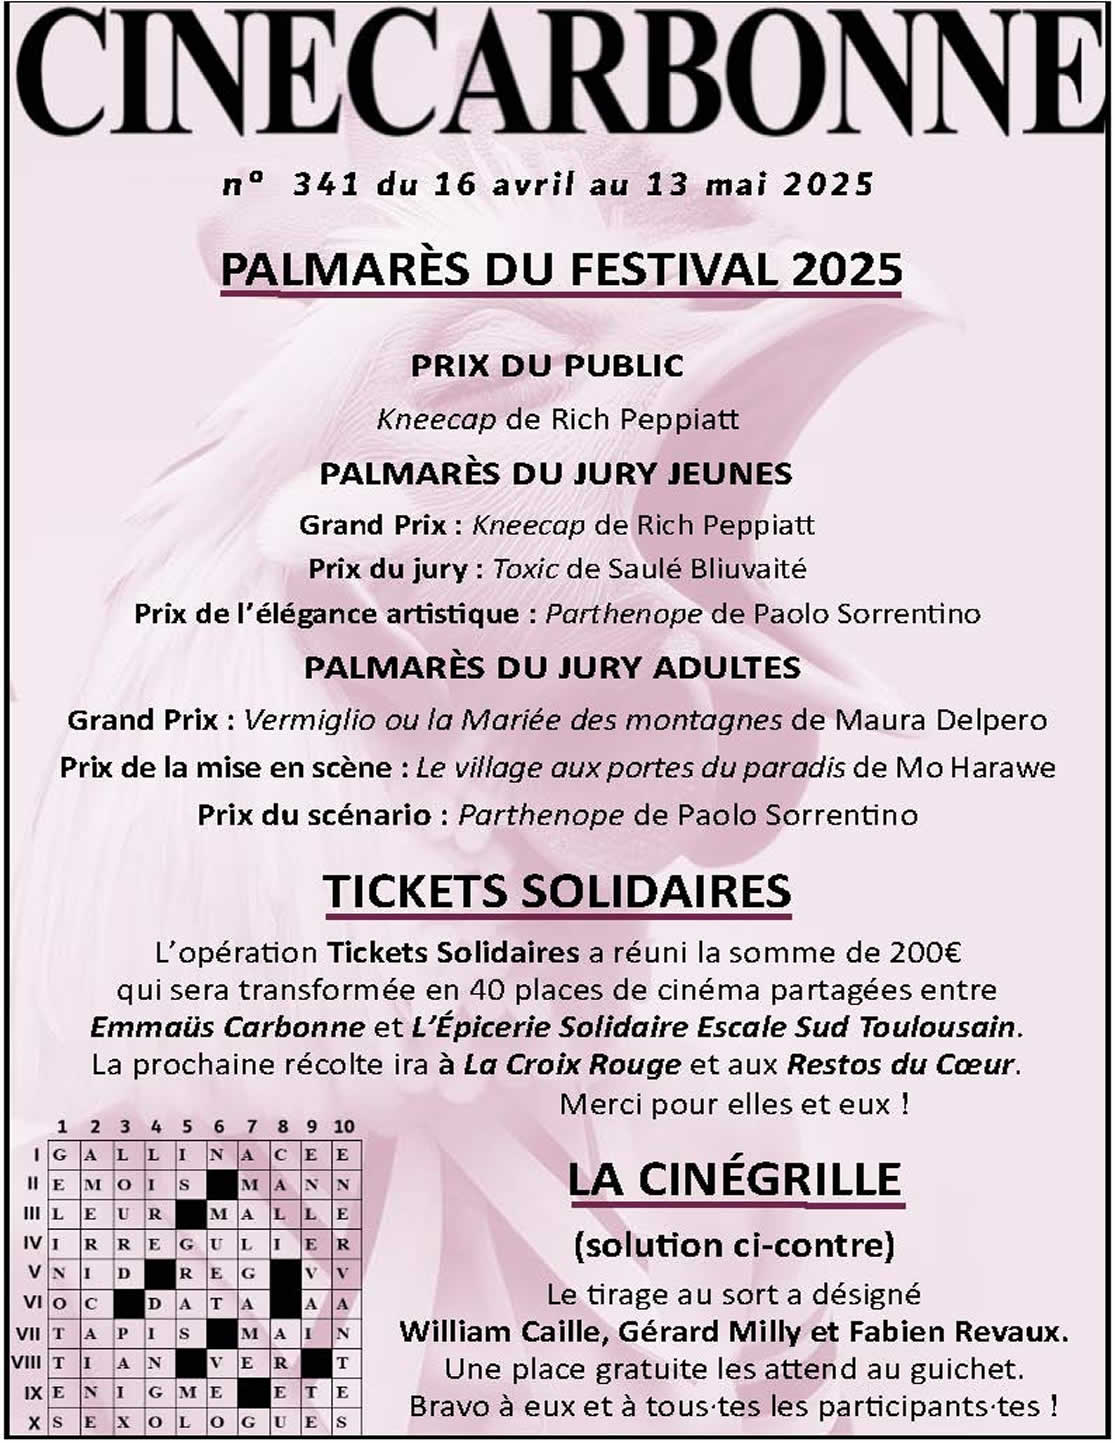 CINECARBONNE
n° 341 du 16 avril au 13 mai 2025
PALMARÈS DU FESTIVAL 2025
PRIX DU PUBLIC
Kneecap de Rich Peppiatt
PALMARÈS DU JURY JEUNES
Grand Prix : Kneecap de Rich Peppiatt
Prix du jury : Toxic de Saulé Bliuvaité
Prix de l’élégance artistique : Parthenope de Paolo Sorrentino
PALMARÈS DU JURY ADULTES
Grand Prix : Vermiglio ou la Mariée des montagnes de Maura Delpero
Prix de la mise en scène : Le village aux portes du paradis de Mo Harawe
Prix du scénario : Parthenope de Paolo Sorrentino
TICKETS SOLIDAIRES
L’opération Tickets Solidaires a réuni la somme de 200€
qui sera transformée en 40 places de cinéma partagées entre
Emmaüs Carbonne et L’Épicerie Solidaire Escale Sud Toulousain.
La prochaine récolte ira à La Croix Rouge et aux Restos du Cœur.
Merci pour elles et eux !
1 2 3 4 5 6 7 8 9 10
I G A L L I N A C E E
II E M O I S M A N N
III L E U R M A L L E
IV I R R E G U L I E R
V N I D R E G V V
VI O C D A T A A A
VII T A P I S M A I N
VIII T I A N V E R T
IX E N I G M E E T E
X S E X O L O G U E S
LA CINÉGRILLE
(solution ci-contre)
Le tirage au sort a désigné
William Caille, Gérard Milly et Fabien Revaux.
Une place gratuite les attend au guichet.
Bravo à eux et à tous·tes les participants·tes !